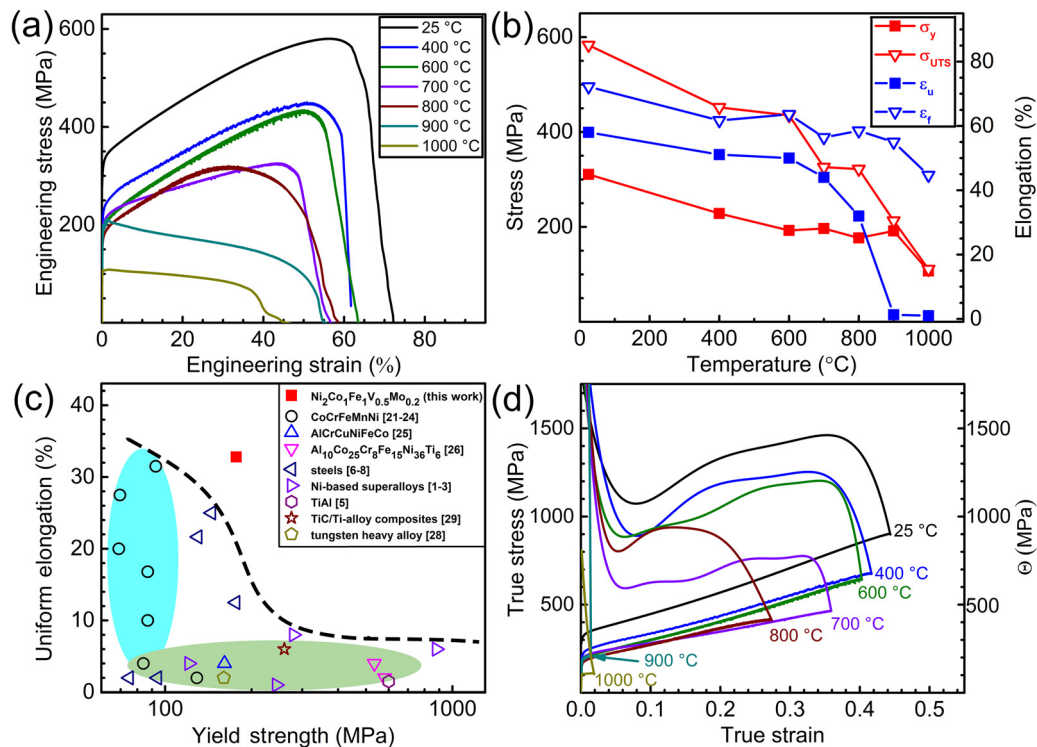 (a)
Engineering stress (MPa)
600
400
200
0
0 20 40 60 80
Engineering strain (%)
25 °C
400 °C
600 °C
700 °C
800 °C
900 °C
1000 °C
(b)
Stress (MPa)
600
400
200
0 200 400 600 800 1000
Temperature (°C)
80
60
40
20
0
Elongation (%)
σy
σUTS
εu
εf
(c)
Uniform elongation (%)
40
30
20
10
0
100 1000
Yield strength (MPa)
Ni2Co1Fe1V0.5Mo0.2 (this work)
CoCrFeMnNi [21-24]
AlCrCuNiFeCo [25]
Al10Co25Cr8Fe15Ni36Ti6 [26]
steels [6-8]
Ni-based superalloys [1-3]
TiAl [5]
TiC/Ti-alloy composites [29]
tungsten heavy alloy [28]
(d)
True stress (MPa)
1500
1000
500
0.0 0.1 0.2 0.3 0.4 0.5
True strain
1500
1000
500
Θ (MPa)
25 °C
400 °C
600 °C
700 °C
800 °C
900 °C
1000 °C